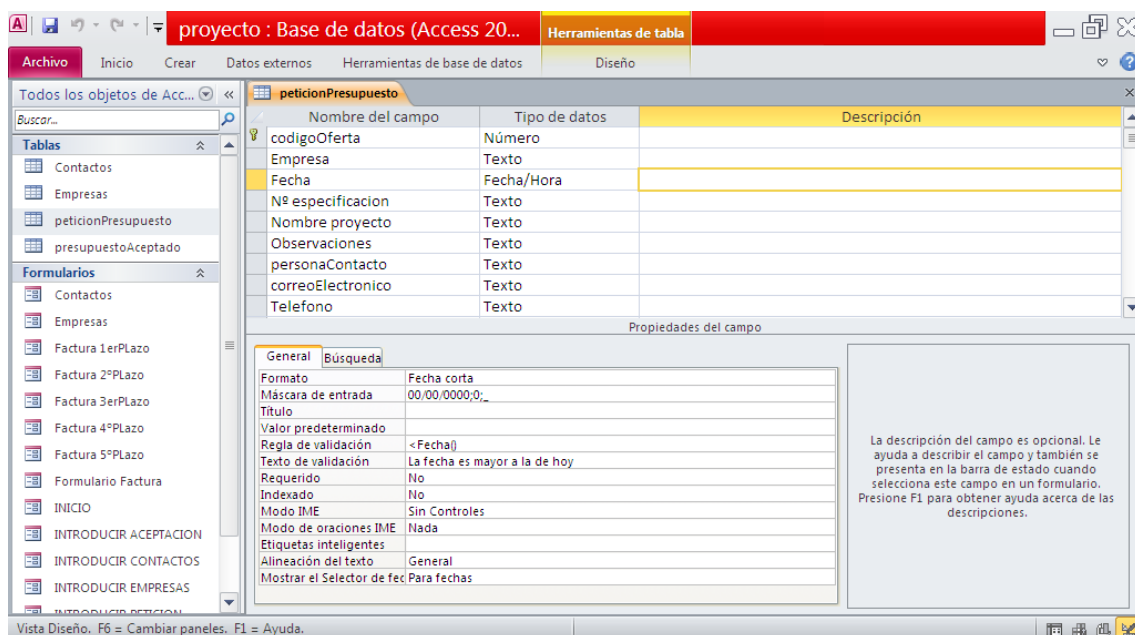 proyecto : Base de datos (Access 20...
Herramientas de tabla
Archivo Inicio Crear Datos externos Herramientas de base de datos Diseño
Todos los objetos de Acc... «
Buscar...
Tablas
Contactos
Empresas
peticionPresupuesto
presupuestoAceptado
Formularios
Contactos
Empresas
Factura 1erPLazo
Factura 2ºPLazo
Factura 3erPLazo
Factura 4ºPLazo
Factura 5ºPLazo
Formulario Factura
INICIO
INTRODUCIR ACEPTACION
INTRODUCIR CONTACTOS
INTRODUCIR EMPRESAS
INTRODUCIR PETICION
peticionPresupuesto
Nombre del campo Tipo de datos Descripción
codigoOferta Número
Empresa Texto
Fecha Fecha/Hora
Nº especificacion Texto
Nombre proyecto Texto
Observaciones Texto
personaContacto Texto
correoElectronico Texto
Telefono Texto
Propiedades del campo
General Búsqueda
Formato Fecha corta
Máscara de entrada 00/00/0000;0;_
Título
Valor predeterminado
Regla de validación <Fecha()
Texto de validación La fecha es mayor a la de hoy
Requerido No
Indexado No
Modo IME Sin Controles
Modo de oraciones IME Nada
Etiquetas inteligentes
Alineación del texto General
Mostrar el Selector de fec Para fechas
La descripción del campo es opcional. Le
ayuda a describir el campo y también se
presenta en la barra de estado cuando
selecciona este campo en un formulario.
Presione F1 para obtener ayuda acerca de las
descripciones.
Vista Diseño. F6 = Cambiar paneles. F1 = Ayuda.